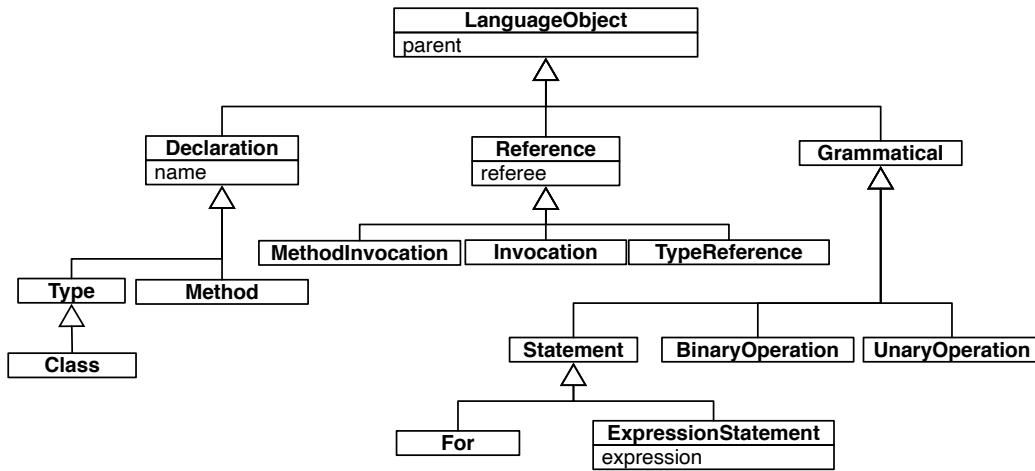 LanguageObject
parent
Declaration
name
Reference
referee
Grammatical
MethodInvocation
Invocation
TypeReference
Type
Method
Class
Statement
BinaryOperation
UnaryOperation
For
ExpressionStatement
expression